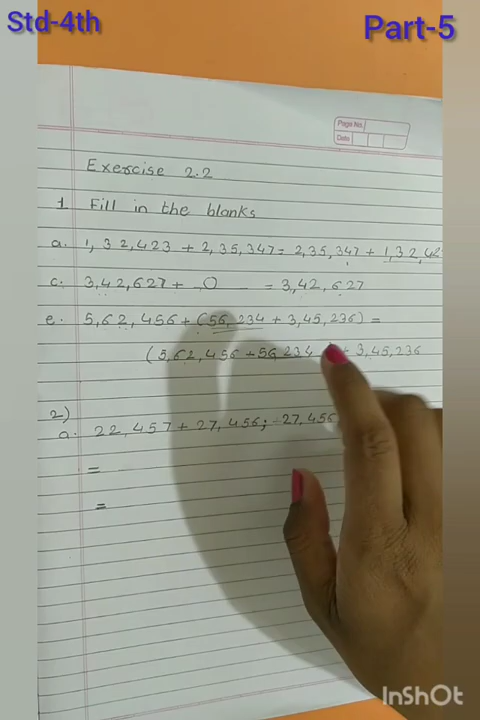 Std-4th
Part-5
Page No.
Date
Exercise 2.2
1 Fill in the blanks
a. 1,32,423 + 2,35,347 = 2,35,347 + 1,32,42
c. 3,42,627 + 0 = 3,42,627
e. 5,62,456 + (56,234 + 3,45,236) =
(5,62,456 + 56,234 + 3,45,236
2)
a. 22,457 + 27,456; 27,456
=
=
InShOt